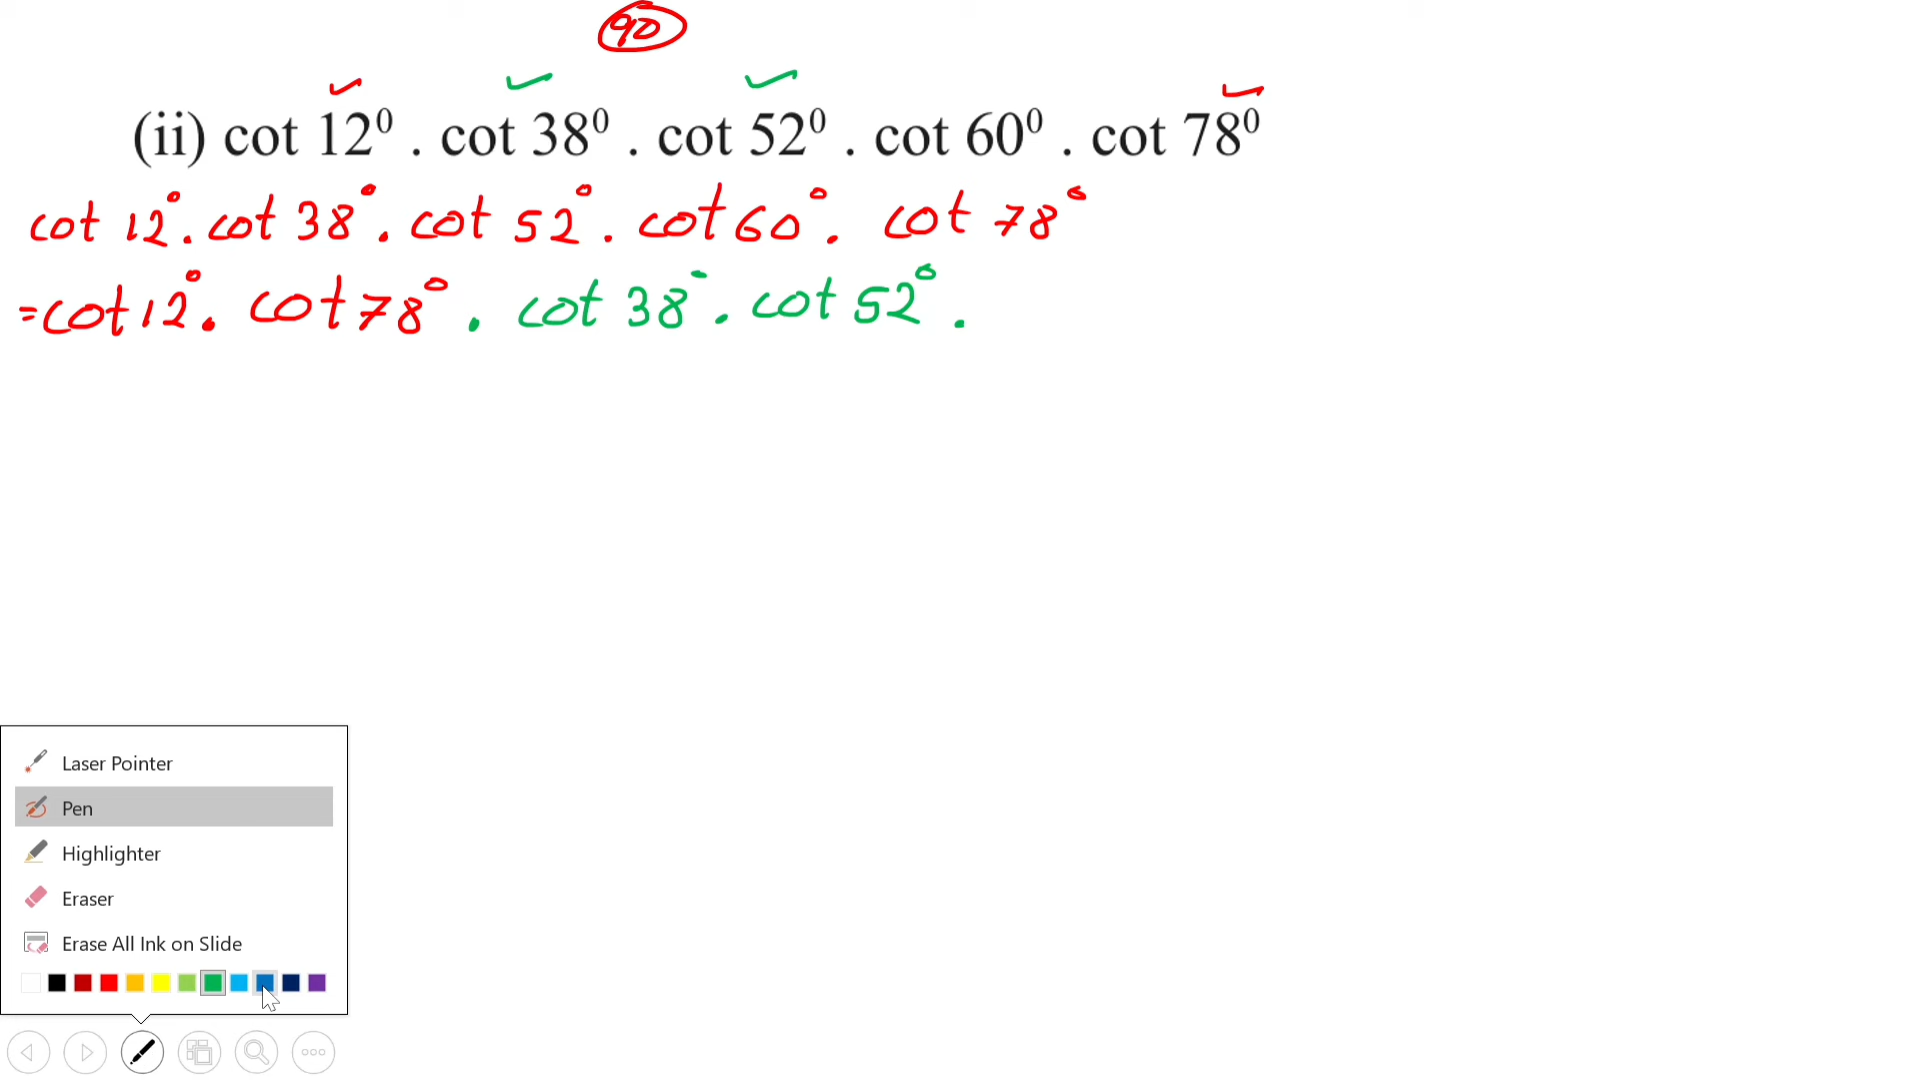 90
(ii) cot 12⁰ . cot 38⁰ . cot 52⁰ . cot 60⁰ . cot 78⁰
cot 12°. cot 38°. cot 52°. cot 60°. cot 78°
= cot 12°. cot 78°. cot 38°. cot 52°.
Laser Pointer
Pen
Highlighter
Eraser
Erase All Ink on Slide